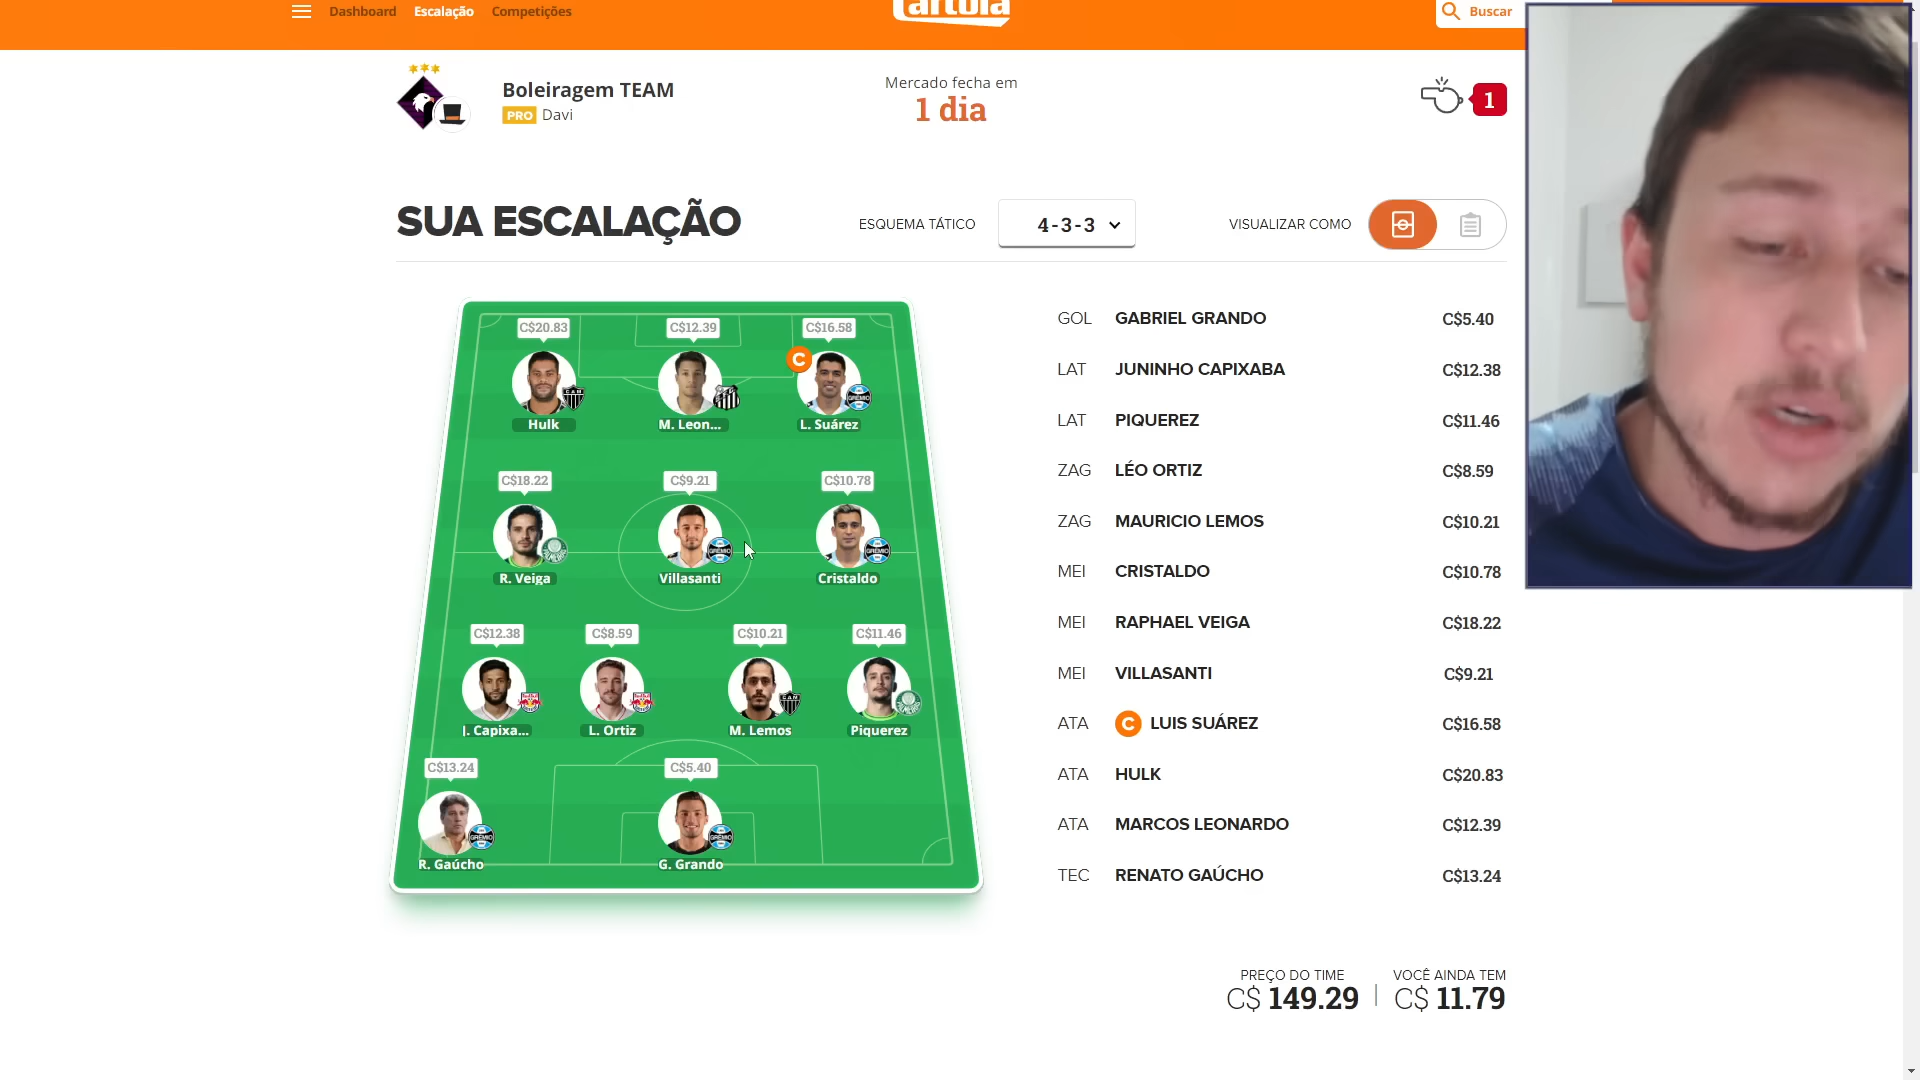 Dashboard Escalação Competições
Cartola
Buscar
Boleiragem TEAM
PRO Davi
Mercado fecha em
1 dia
1
SUA ESCALAÇÃO
ESQUEMA TÁTICO
4-3-3
VISUALIZAR COMO
C$20.83 C$12.39 C$16.58
C
GRÊMIO
Hulk M. Leon... L. Suárez
C$18.22 C$9.21 C$10.78
GRÊMIO GRÊMIO
R. Veiga Villasanti Cristaldo
C$12.38 C$8.59 C$10.21 C$11.46
J. Capixa... L. Ortiz M. Lemos Piquerez
C$13.24 C$5.40
GRÊMIO GRÊMIO
R. Gaúcho G. Grando
GOL GABRIEL GRANDO C$5.40
LAT JUNINHO CAPIXABA C$12.38
LAT PIQUEREZ C$11.46
ZAG LÉO ORTIZ C$8.59
ZAG MAURICIO LEMOS C$10.21
MEI CRISTALDO C$10.78
MEI RAPHAEL VEIGA C$18.22
MEI VILLASANTI C$9.21
ATA C LUIS SUÁREZ C$16.58
ATA HULK C$20.83
ATA MARCOS LEONARDO C$12.39
TEC RENATO GAÚCHO C$13.24
PREÇO DO TIME
C$ 149.29
VOCÊ AINDA TEM
C$ 11.79